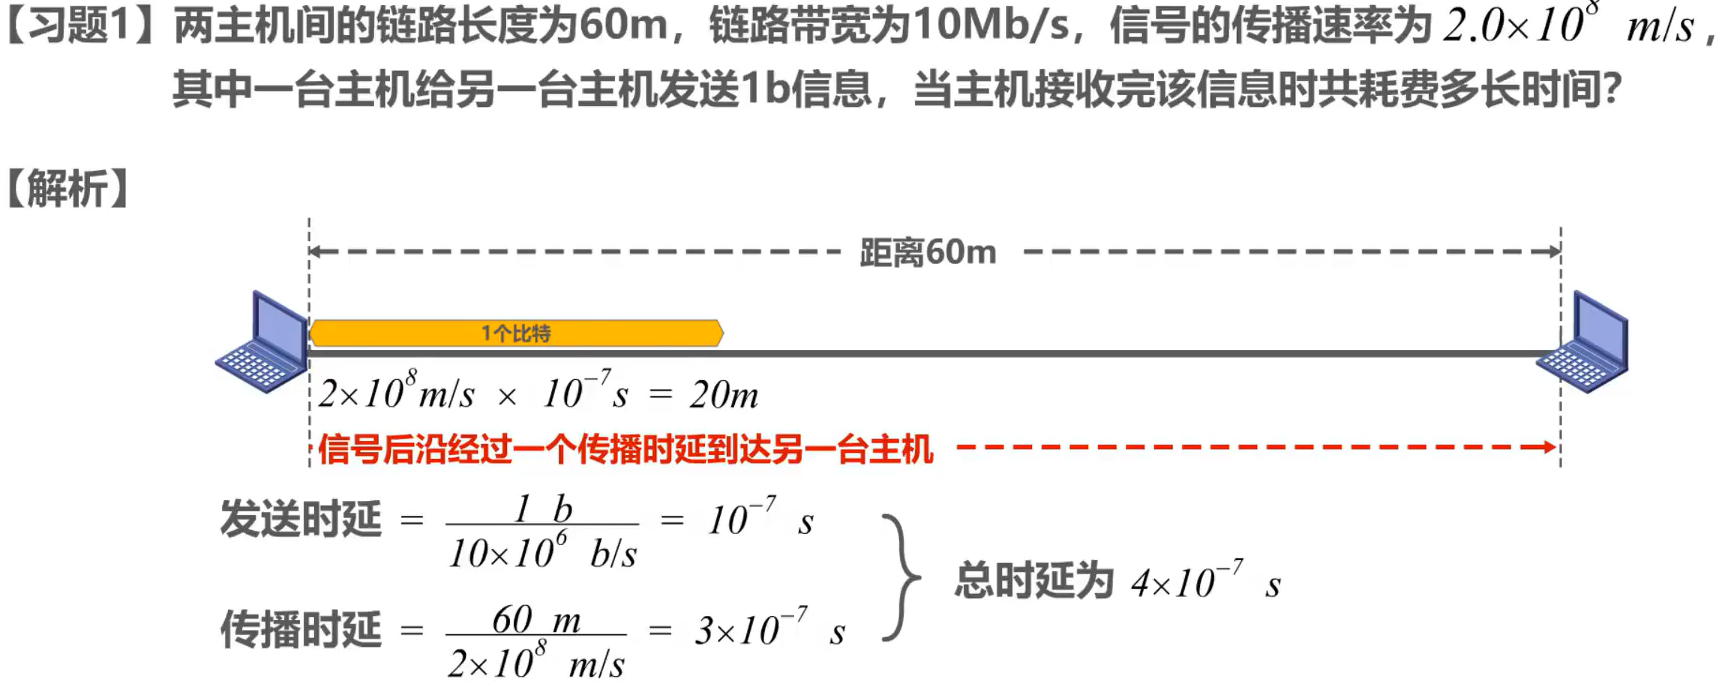 【习题1】两主机间的链路长度为60m，链路带宽为10Mb/s，信号的传播速率为 2.0×10⁸ m/s，
其中一台主机给另一台主机发送1b信息，当主机接收完该信息时共耗费多长时间？
【解析】
距离60m
1个比特
2×10⁸m/s × 10⁻⁷s = 20m
信号后沿经过一个传播时延到达另一台主机
发送时延 = 1 b / 10×10⁶ b/s = 10⁻⁷ s
传播时延 = 60 m / 2×10⁸ m/s = 3×10⁻⁷ s
总时延为 4×10⁻⁷ s